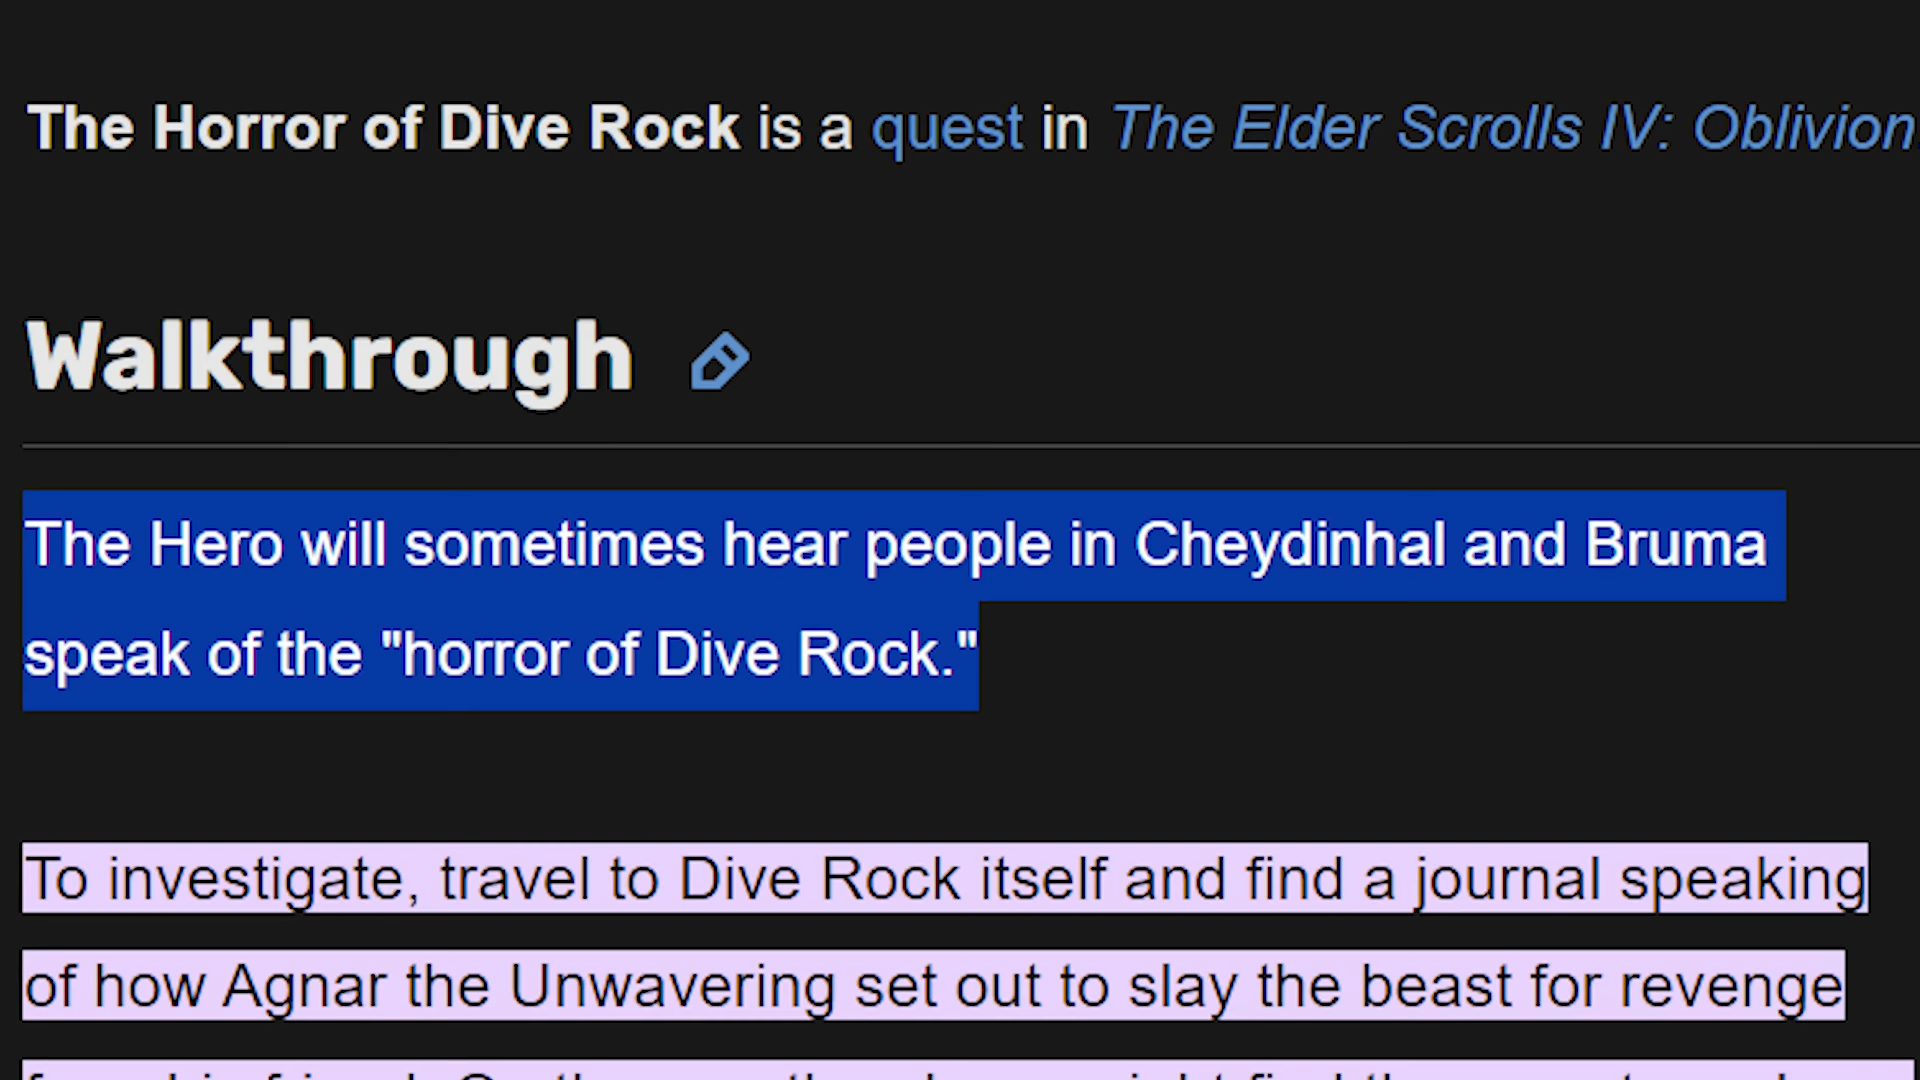 The Horror of Dive Rock is a quest in The Elder Scrolls IV: Oblivion.
Walkthrough
The Hero will sometimes hear people in Cheydinhal and Bruma
speak of the "horror of Dive Rock."
To investigate, travel to Dive Rock itself and find a journal speaking
of how Agnar the Unwavering set out to slay the beast for revenge